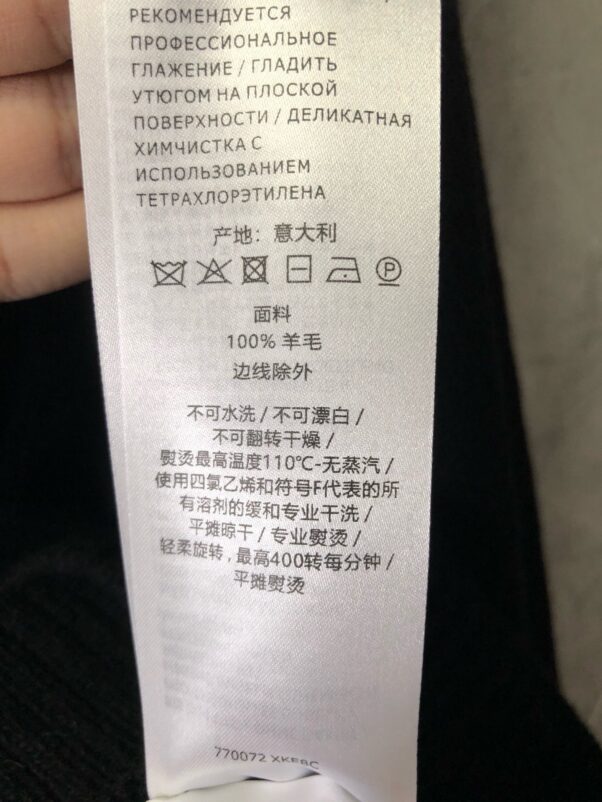 РЕКОМЕНДУЕТСЯ
ПРОФЕССИОНАЛЬНОЕ
ГЛАЖЕНИЕ / ГЛАДИТЬ
УТЮГОМ НА ПЛОСКОЙ
ПОВЕРХНОСТИ / ДЕЛИКАТНАЯ
ХИМЧИСТКА С
ИСПОЛЬЗОВАНИЕМ
ТЕТРАХЛОРЭТИЛЕНА
产地：意大利
P
面料
100% 羊毛
边线除外
不可水洗 / 不可漂白 /
不可翻转干燥 /
熨烫最高温度110℃-无蒸汽 /
使用四氯乙烯和符号F代表的所
有溶剂的缓和专业干洗 /
平摊晾干 / 专业熨烫 /
轻柔旋转，最高400转每分钟 /
平摊熨烫
770072